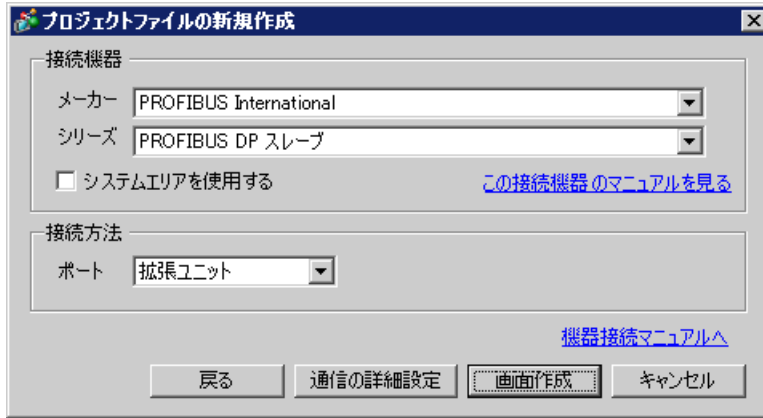 プロジェクトファイルの新規作成
接続機器
メーカー PROFIBUS International
シリーズ PROFIBUS DP スレーブ
システムエリアを使用する この接続機器のマニュアルを見る
接続方法
ポート 拡張ユニット
機器接続マニュアルへ
戻る 通信の詳細設定 画面作成 キャンセル